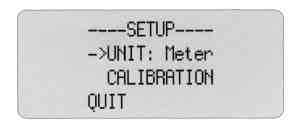 ----SETUP----
->UNIT: Meter
CALIBRATION
QUIT